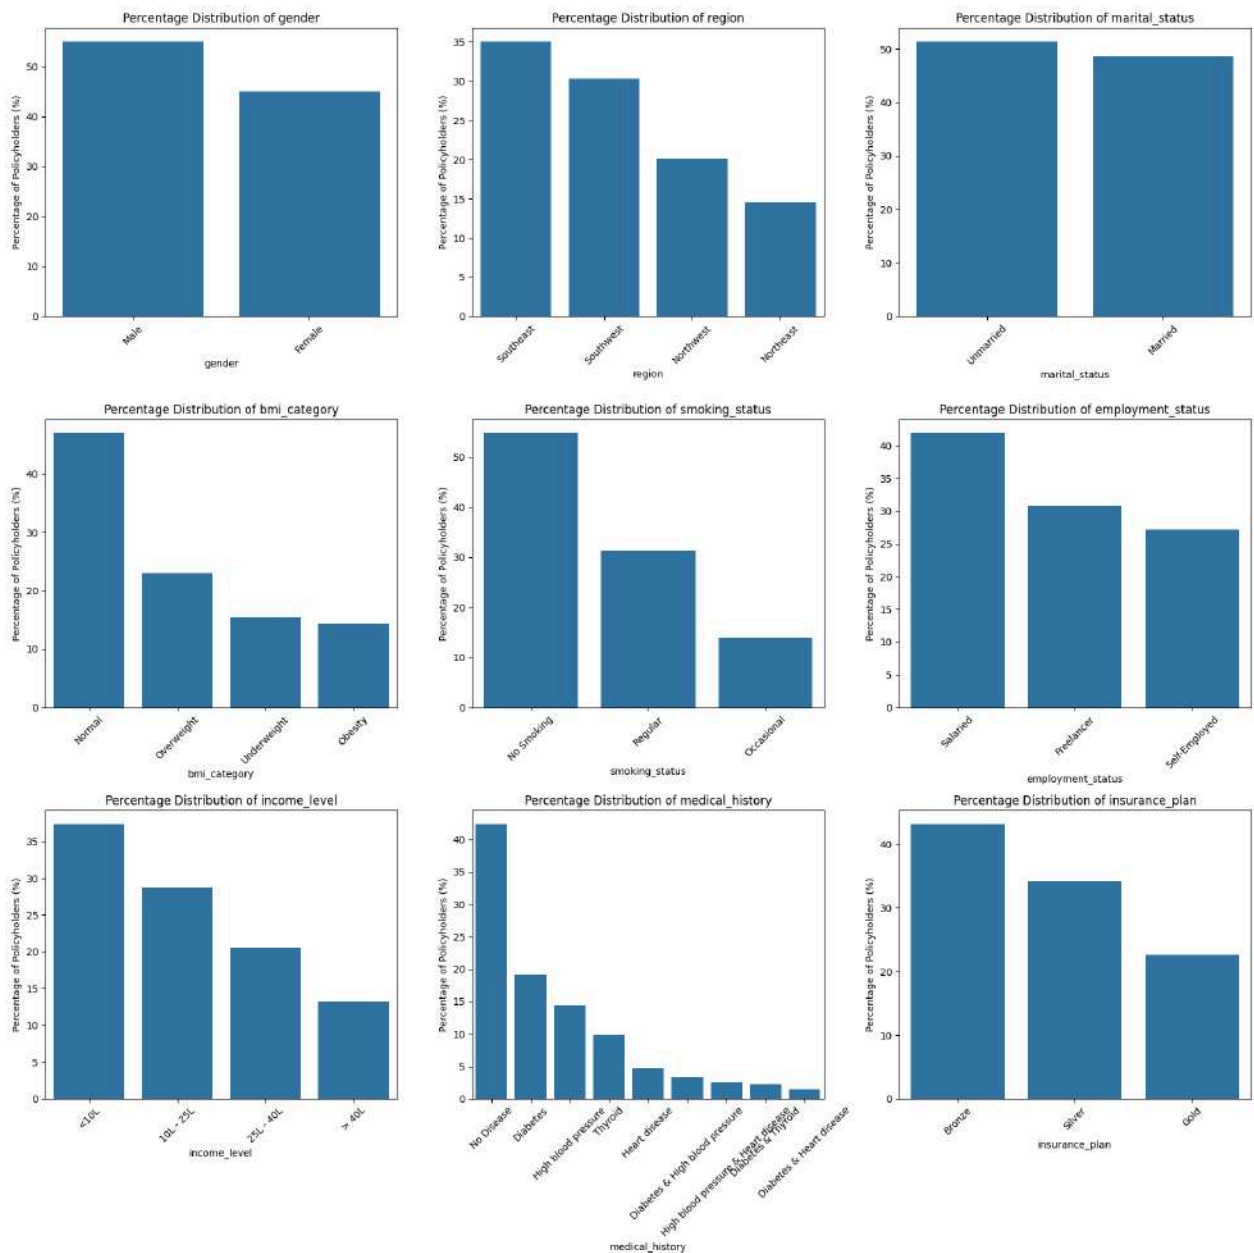 Percentage Distribution of gender
Percentage of Policyholders (%)
50
40
30
20
10
0
Male
Female
gender
Percentage Distribution of region
Percentage of Policyholders (%)
35
30
25
20
15
10
5
0
Southeast
Southwest
Northwest
Northeast
region
Percentage Distribution of marital_status
Percentage of Policyholders (%)
50
40
30
20
10
0
Unmarried
Married
marital_status
Percentage Distribution of bmi_category
Percentage of Policyholders (%)
40
30
20
10
0
Normal
Overweight
Underweight
Obesity
bmi_category
Percentage Distribution of smoking_status
Percentage of Policyholders (%)
50
40
30
20
10
0
No Smoking
Regular
Occasional
smoking_status
Percentage Distribution of employment_status
Percentage of Policyholders (%)
40
35
30
25
20
15
10
5
0
Salaried
Freelancer
Self-Employed
employment_status
Percentage Distribution of income_level
Percentage of Policyholders (%)
35
30
25
20
15
10
5
0
<10L
10L - 25L
25L - 40L
> 40L
income_level
Percentage Distribution of medical_history
Percentage of Policyholders (%)
40
35
30
25
20
15
10
5
0
No Disease
Diabetes
High blood pressure
Thyroid
Heart disease
Diabetes & High blood pressure
High blood pressure & Heart disease
Diabetes & Thyroid
Diabetes & Heart disease
medical_history
Percentage Distribution of insurance_plan
Percentage of Policyholders (%)
40
30
20
10
0
Bronze
Silver
Gold
insurance_plan